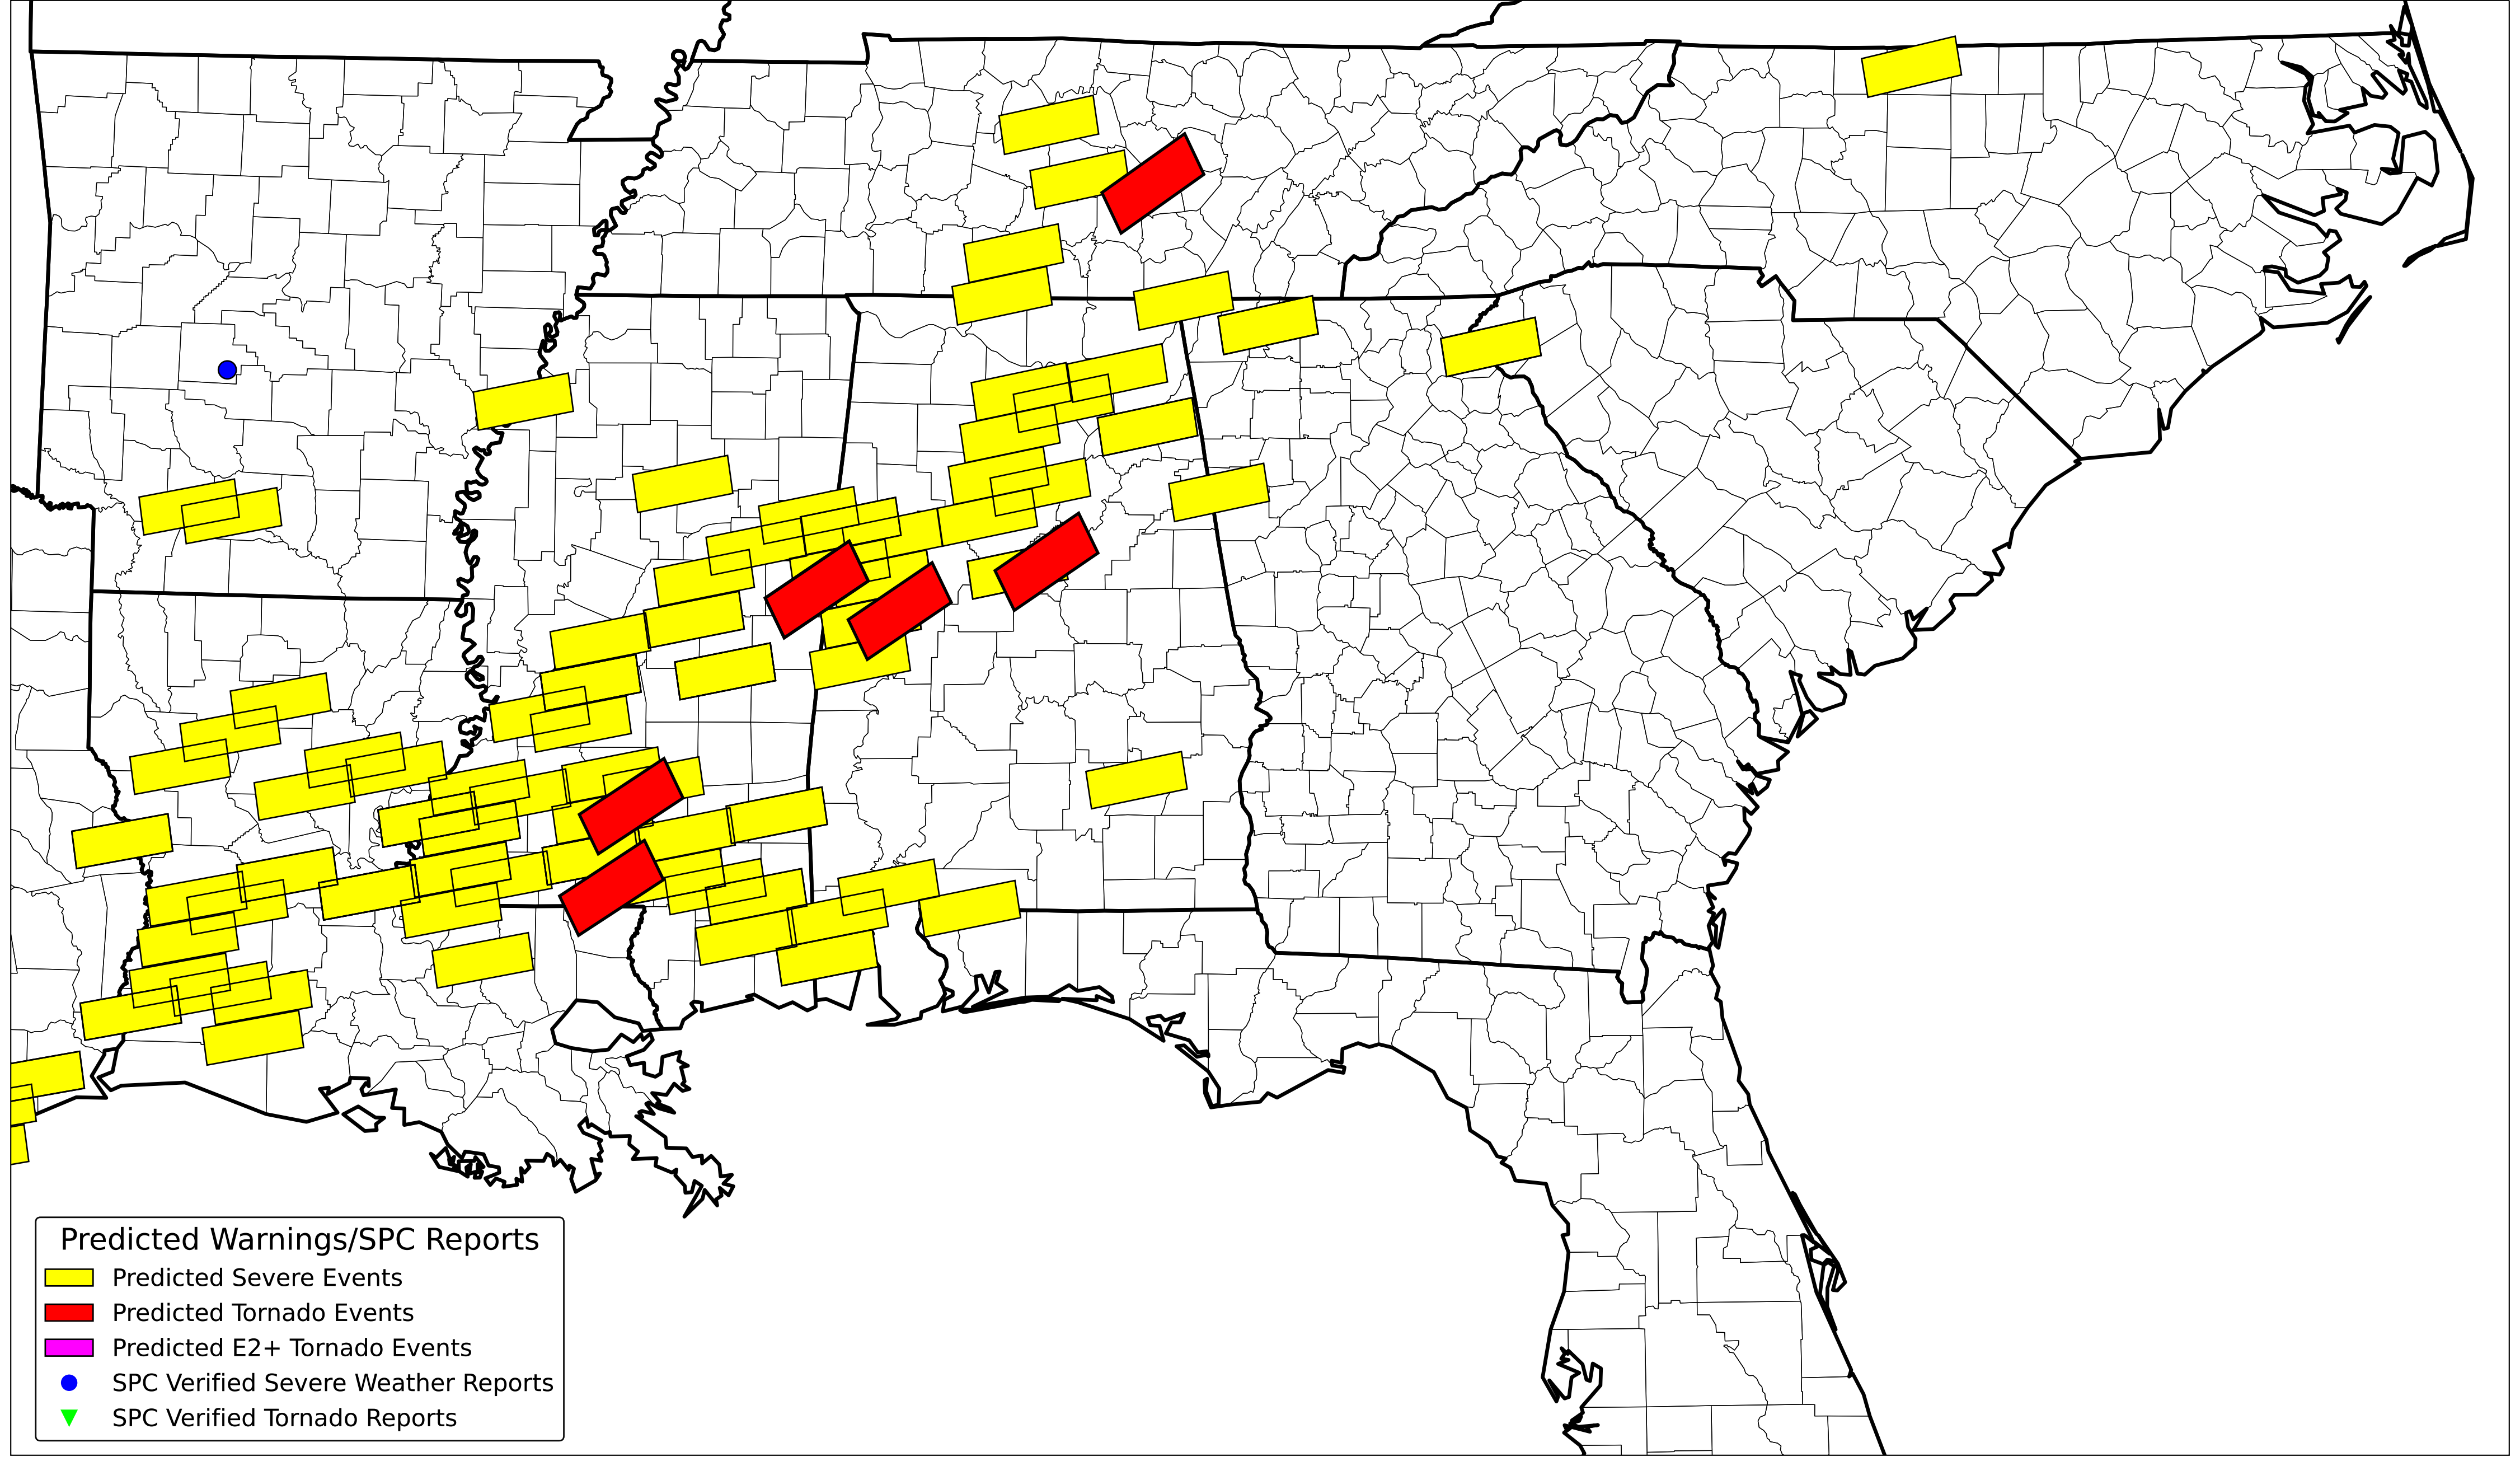 Predicted Warnings/SPC Reports
Predicted Severe Events
Predicted Tornado Events
Predicted E2+ Tornado Events
SPC Verified Severe Weather Reports
SPC Verified Tornado Reports